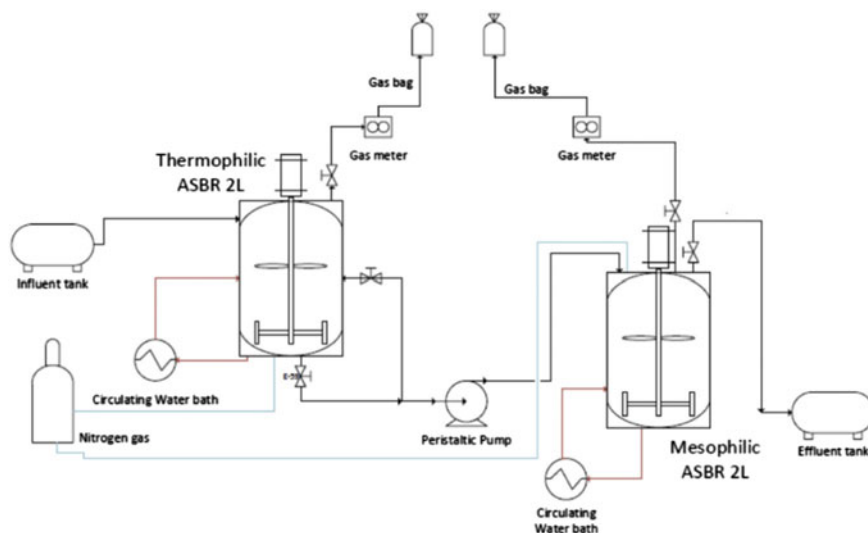 Gas bag
Gas bag
Gas meter
Gas meter
Thermophilic
ASBR 2L
Influent tank
Circulating Water bath
Nitrogen gas
Peristaltic Pump
Mesophilic
ASBR 2L
Effluent tank
Circulating
Water bath